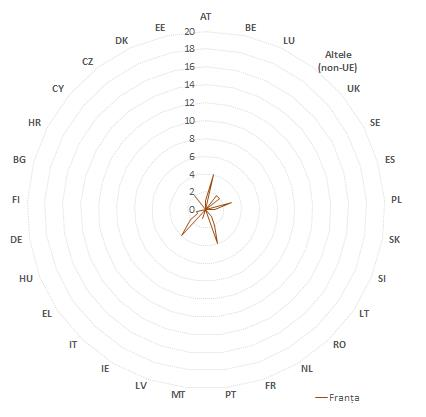 AT
BE
LU
Altele
(non-UE)
UK
SE
ES
PL
SK
SI
LT
RO
NL
FR
PT
MT
LV
IE
IT
EL
HU
DE
FI
BG
HR
CY
CZ
DK
EE
20
18
16
14
12
10
8
6
4
2
0
Franța